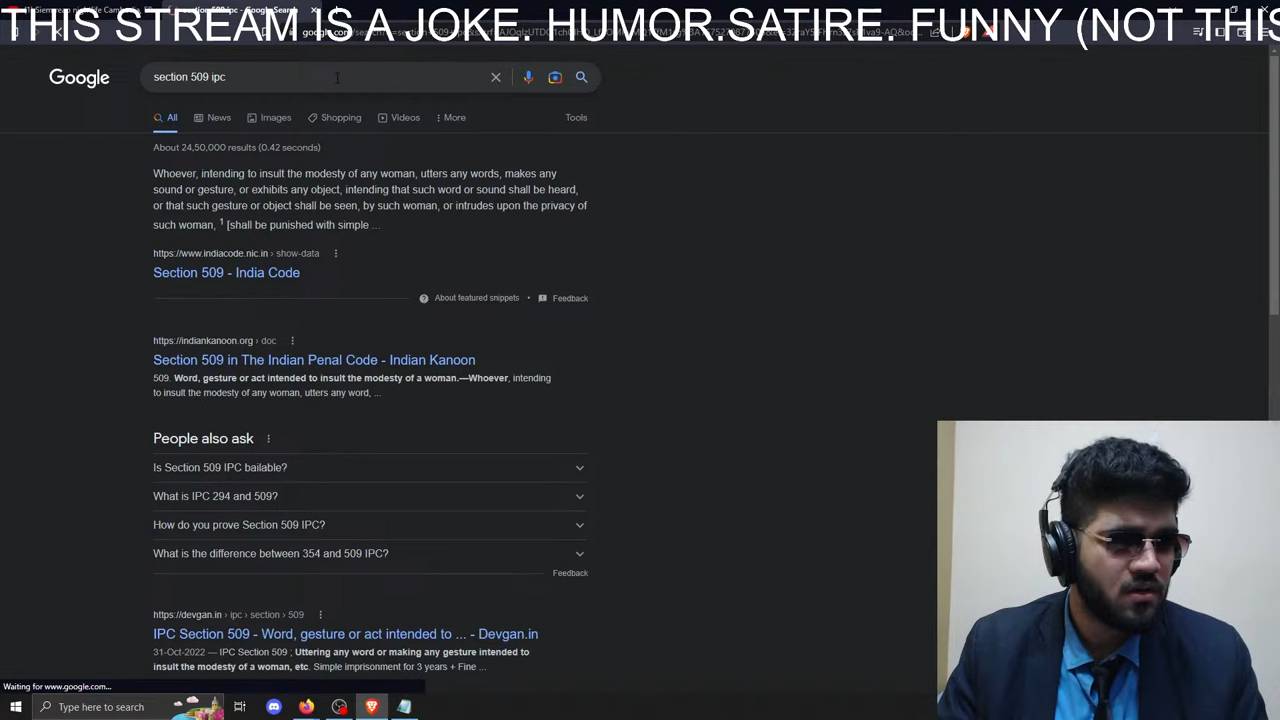 THIS STREAM IS A JOKE. HUMOR.SATIRE. FUNNY (NOT THIS
Google
section 509 ipc
All
News
Images
Shopping
Videos
More
Tools
About 24,50,000 results (0.42 seconds)
Whoever, intending to insult the modesty of any woman, utters any words, makes any
sound or gesture, or exhibits any object, intending that such word or sound shall be heard,
or that such gesture or object shall be seen, by such woman, or intrudes upon the privacy of
such woman, 1 [shall be punished with simple ...
https://www.indiacode.nic.in › show-data
Section 509 - India Code
About featured snippets • Feedback
https://indiankanoon.org › doc
Section 509 in The Indian Penal Code - Indian Kanoon
509. Word, gesture or act intended to insult the modesty of a woman.—Whoever, intending
to insult the modesty of any woman, utters any word, ...
People also ask
Is Section 509 IPC bailable?
What is IPC 294 and 509?
How do you prove Section 509 IPC?
What is the difference between 354 and 509 IPC?
Feedback
https://devgan.in › ipc › section › 509
IPC Section 509 - Word, gesture or act intended to ... - Devgan.in
31-Oct-2022 — IPC Section 509 ; Uttering any word or making any gesture intended to
insult the modesty of a woman, etc. Simple imprisonment for 3 years + Fine ...
Waiting for www.google.com...
Type here to search